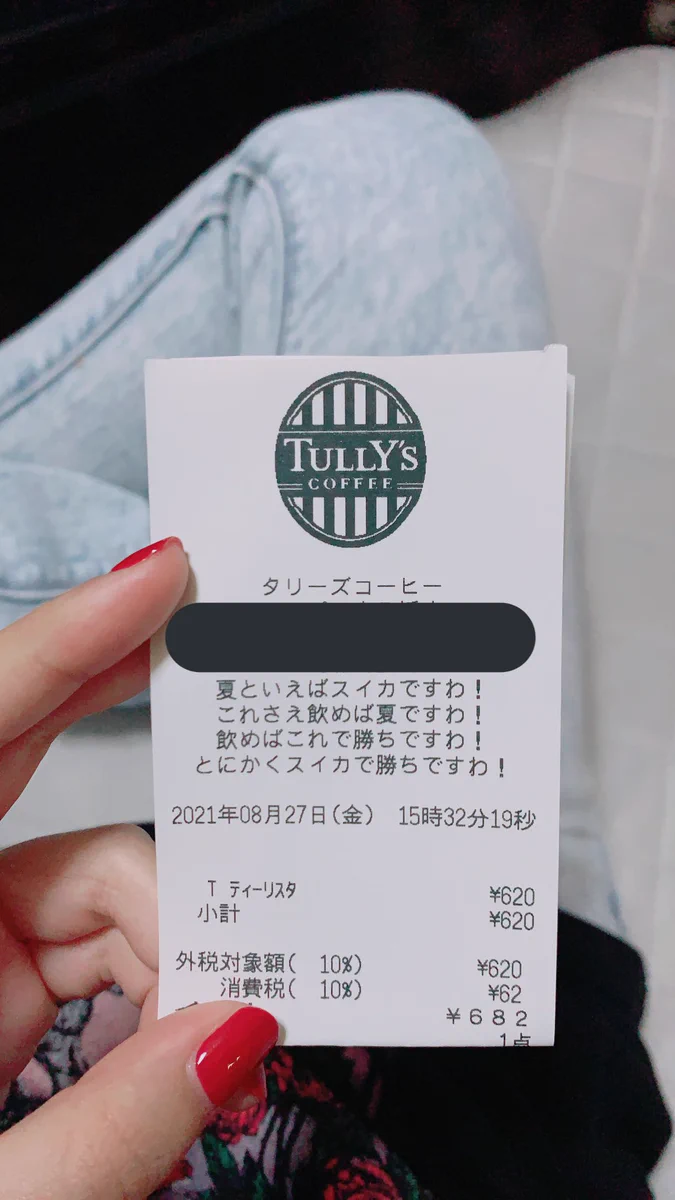 TULLY'S
COFFEE
タリーズコーヒー
夏といえばスイカですわ！
これさえ飲めば夏ですわ！
飲めばこれで勝ちですわ！
とにかくスイカで勝ちですわ！
2021年08月27日(金) 15時32分19秒
T ティーリスタ ¥620
小計 ¥620
外税対象額( 10%) ¥620
消費税( 10%) ¥62
¥682
1点